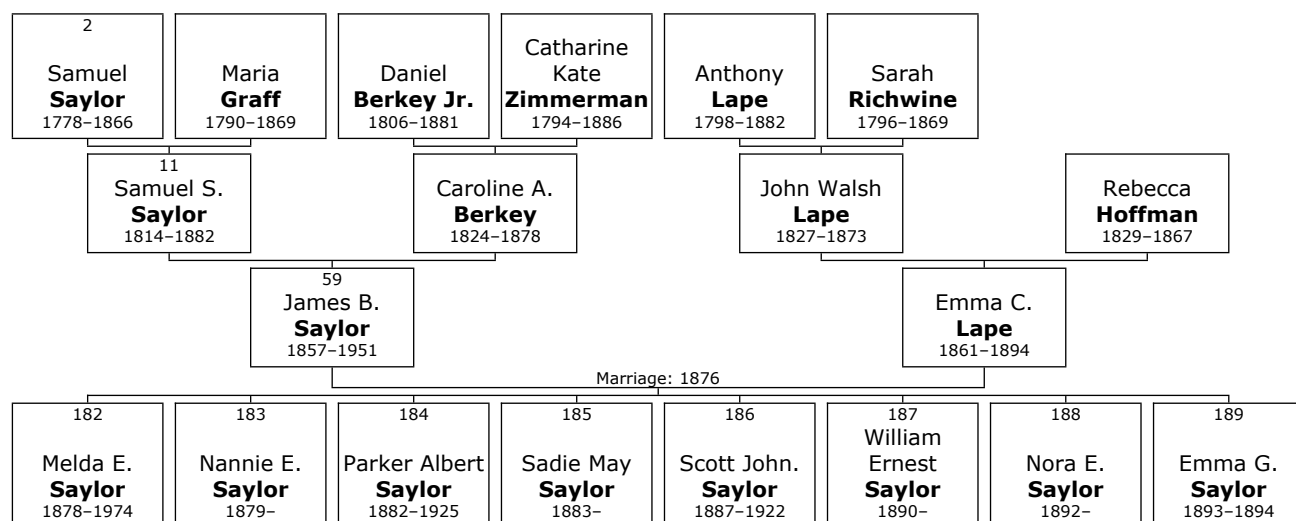 2
Samuel
Saylor
1778–1866
Maria
Graff
1790–1869
Daniel
Berkey Jr.
1806–1881
Catharine
Kate
Zimmerman
1794–1886
Anthony
Lape
1798–1882
Sarah
Richwine
1796–1869
11
Samuel S.
Saylor
1814–1882
Caroline A.
Berkey
1824–1878
John Walsh
Lape
1827–1873
Rebecca
Hoffman
1829–1867
59
James B.
Saylor
1857–1951
Emma C.
Lape
1861–1894
Marriage: 1876
182
Melda E.
Saylor
1878–1974
183
Nannie E.
Saylor
1879–
184
Parker Albert
Saylor
1882–1925
185
Sadie May
Saylor
1883–
186
Scott John.
Saylor
1887–1922
187
William
Ernest
Saylor
1890–
188
Nora E.
Saylor
1892–
189
Emma G.
Saylor
1893–1894